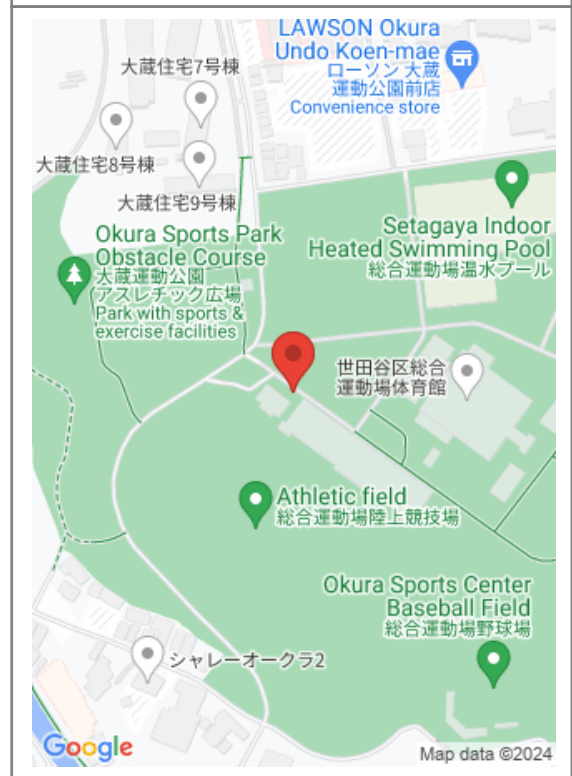 LAWSON Okura
Undo Koen-mae
ローソン 大蔵
運動公園前店
Convenience store
大蔵住宅7号棟
大蔵住宅8号棟
大蔵住宅9号棟
Setagaya Indoor
Heated Swimming Pool
総合運動場温水プール
Okura Sports Park
Obstacle Course
大蔵運動公園
アスレチック広場
Park with sports &
exercise facilities
世田谷区総合
運動場体育館
Athletic field
総合運動場陸上競技場
Okura Sports Center
Baseball Field
総合運動場野球場
シャレーオークラ2
Google
Map data ©2024